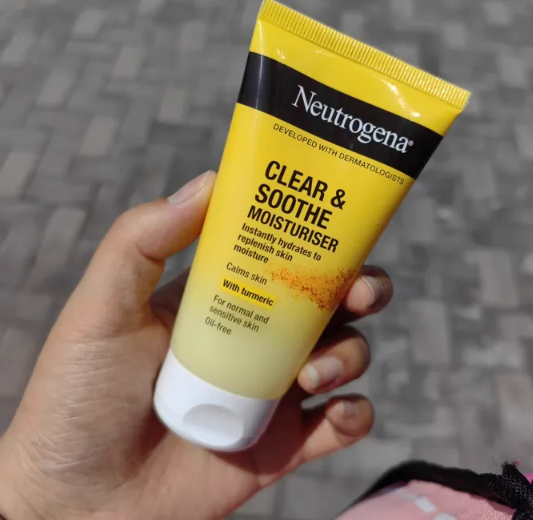 Neutrogena®
DEVELOPED WITH DERMATOLOGISTS
CLEAR &
SOOTHE
MOISTURISER
Instantly hydrates to
replenish skin
moisture
Calms skin
With turmeric
For normal and
sensitive skin
Oil-free